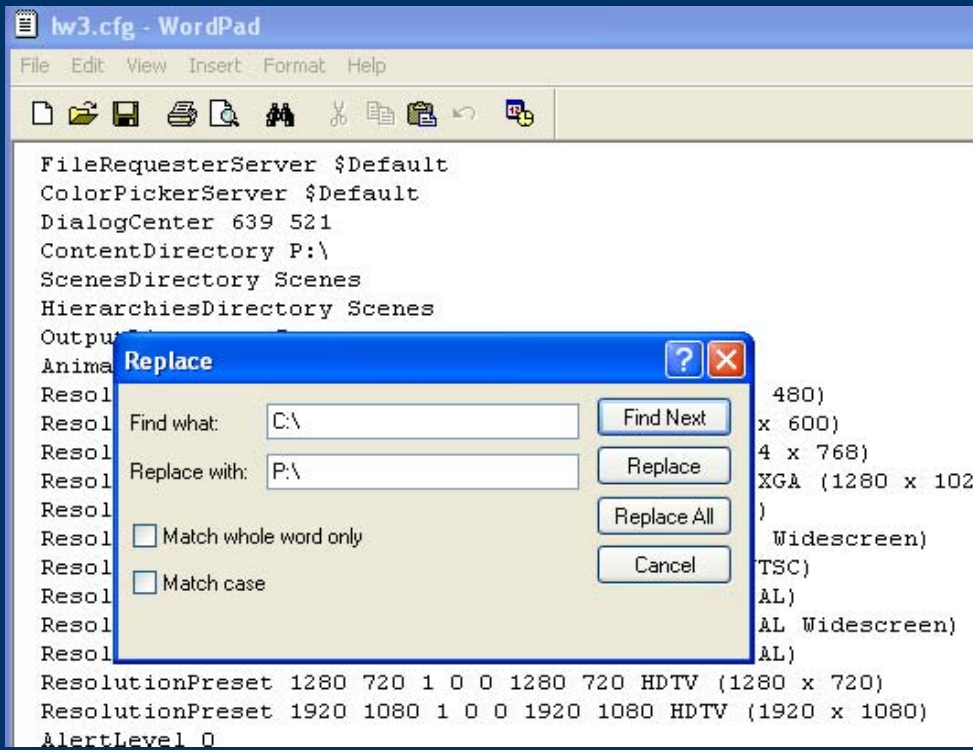 lw3.cfg - WordPad
File Edit View Insert Format Help
FileRequesterServer $Default
ColorPickerServer $Default
DialogCenter 639 521
ContentDirectory P:\
ScenesDirectory Scenes
HierarchiesDirectory Scenes
Outpu
Anima
Resol 480)
Resol x 600)
Resol 4 x 768)
Resol XGA (1280 x 102
Resol )
Resol Widescreen)
Resol TSC)
Resol AL)
Resol AL Widescreen)
Resol AL)
Replace
Find what: C:\ Find Next
Replace with: P:\ Replace
Replace All
Match whole word only
Cancel
Match case
ResolutionPreset 1280 720 1 0 0 1280 720 HDTV (1280 x 720)
ResolutionPreset 1920 1080 1 0 0 1920 1080 HDTV (1920 x 1080)
AlertLevel 0